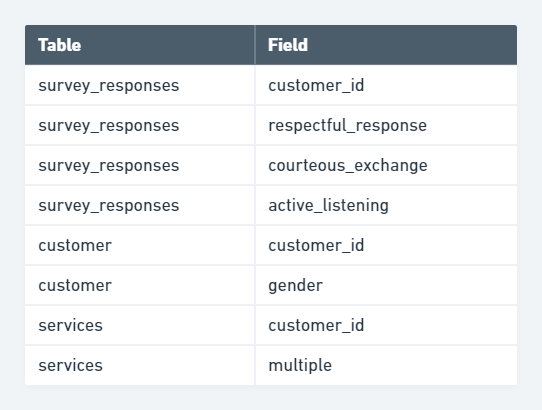 Table Field
survey_responses customer_id
survey_responses respectful_response
survey_responses courteous_exchange
survey_responses active_listening
customer customer_id
customer gender
services customer_id
services multiple